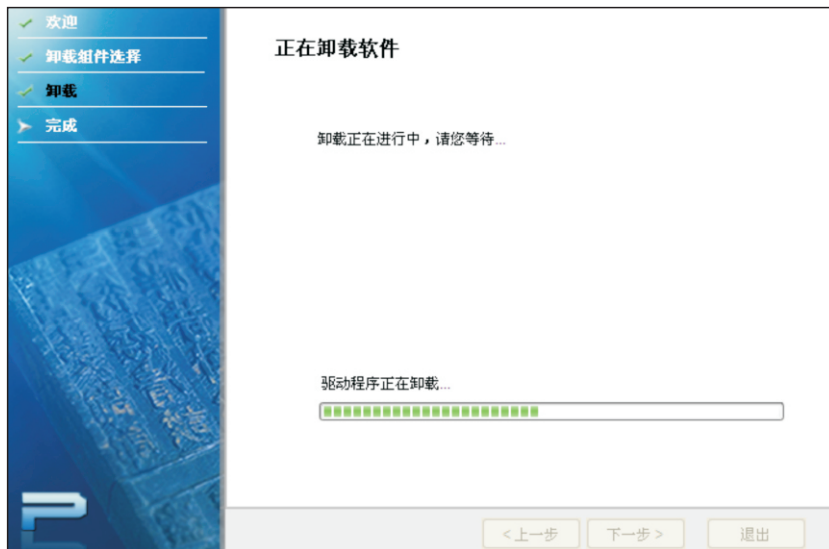 欢迎
卸载组件选择
卸载
完成
正在卸载软件
卸载正在进行中，请您等待...
驱动程序正在卸载...
<上一步
下一步>
退出